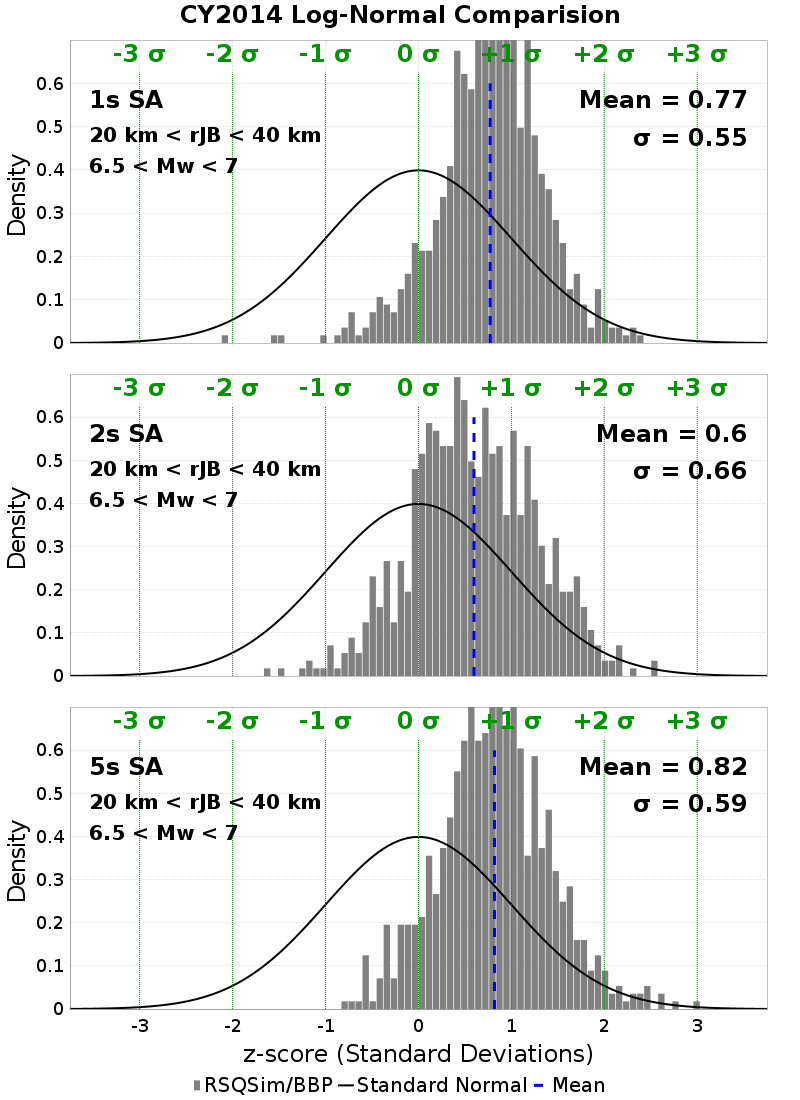 CY2014 Log-Normal Comparision
-3 σ -2 σ -1 σ 0 σ +1 σ +2 σ +3 σ
1s SA
20 km < rJB < 40 km
6.5 < Mw < 7
Mean = 0.77
σ = 0.55
Density
0.6
0.5
0.4
0.3
0.2
0.1
0
-3 σ -2 σ -1 σ 0 σ +1 σ +2 σ +3 σ
2s SA
20 km < rJB < 40 km
6.5 < Mw < 7
Mean = 0.6
σ = 0.66
Density
0.6
0.5
0.4
0.3
0.2
0.1
0
-3 σ -2 σ -1 σ 0 σ +1 σ +2 σ +3 σ
5s SA
20 km < rJB < 40 km
6.5 < Mw < 7
Mean = 0.82
σ = 0.59
Density
0.6
0.5
0.4
0.3
0.2
0.1
0
-3 -2 -1 0 1 2 3
z-score (Standard Deviations)
RSQSim/BBP Standard Normal Mean